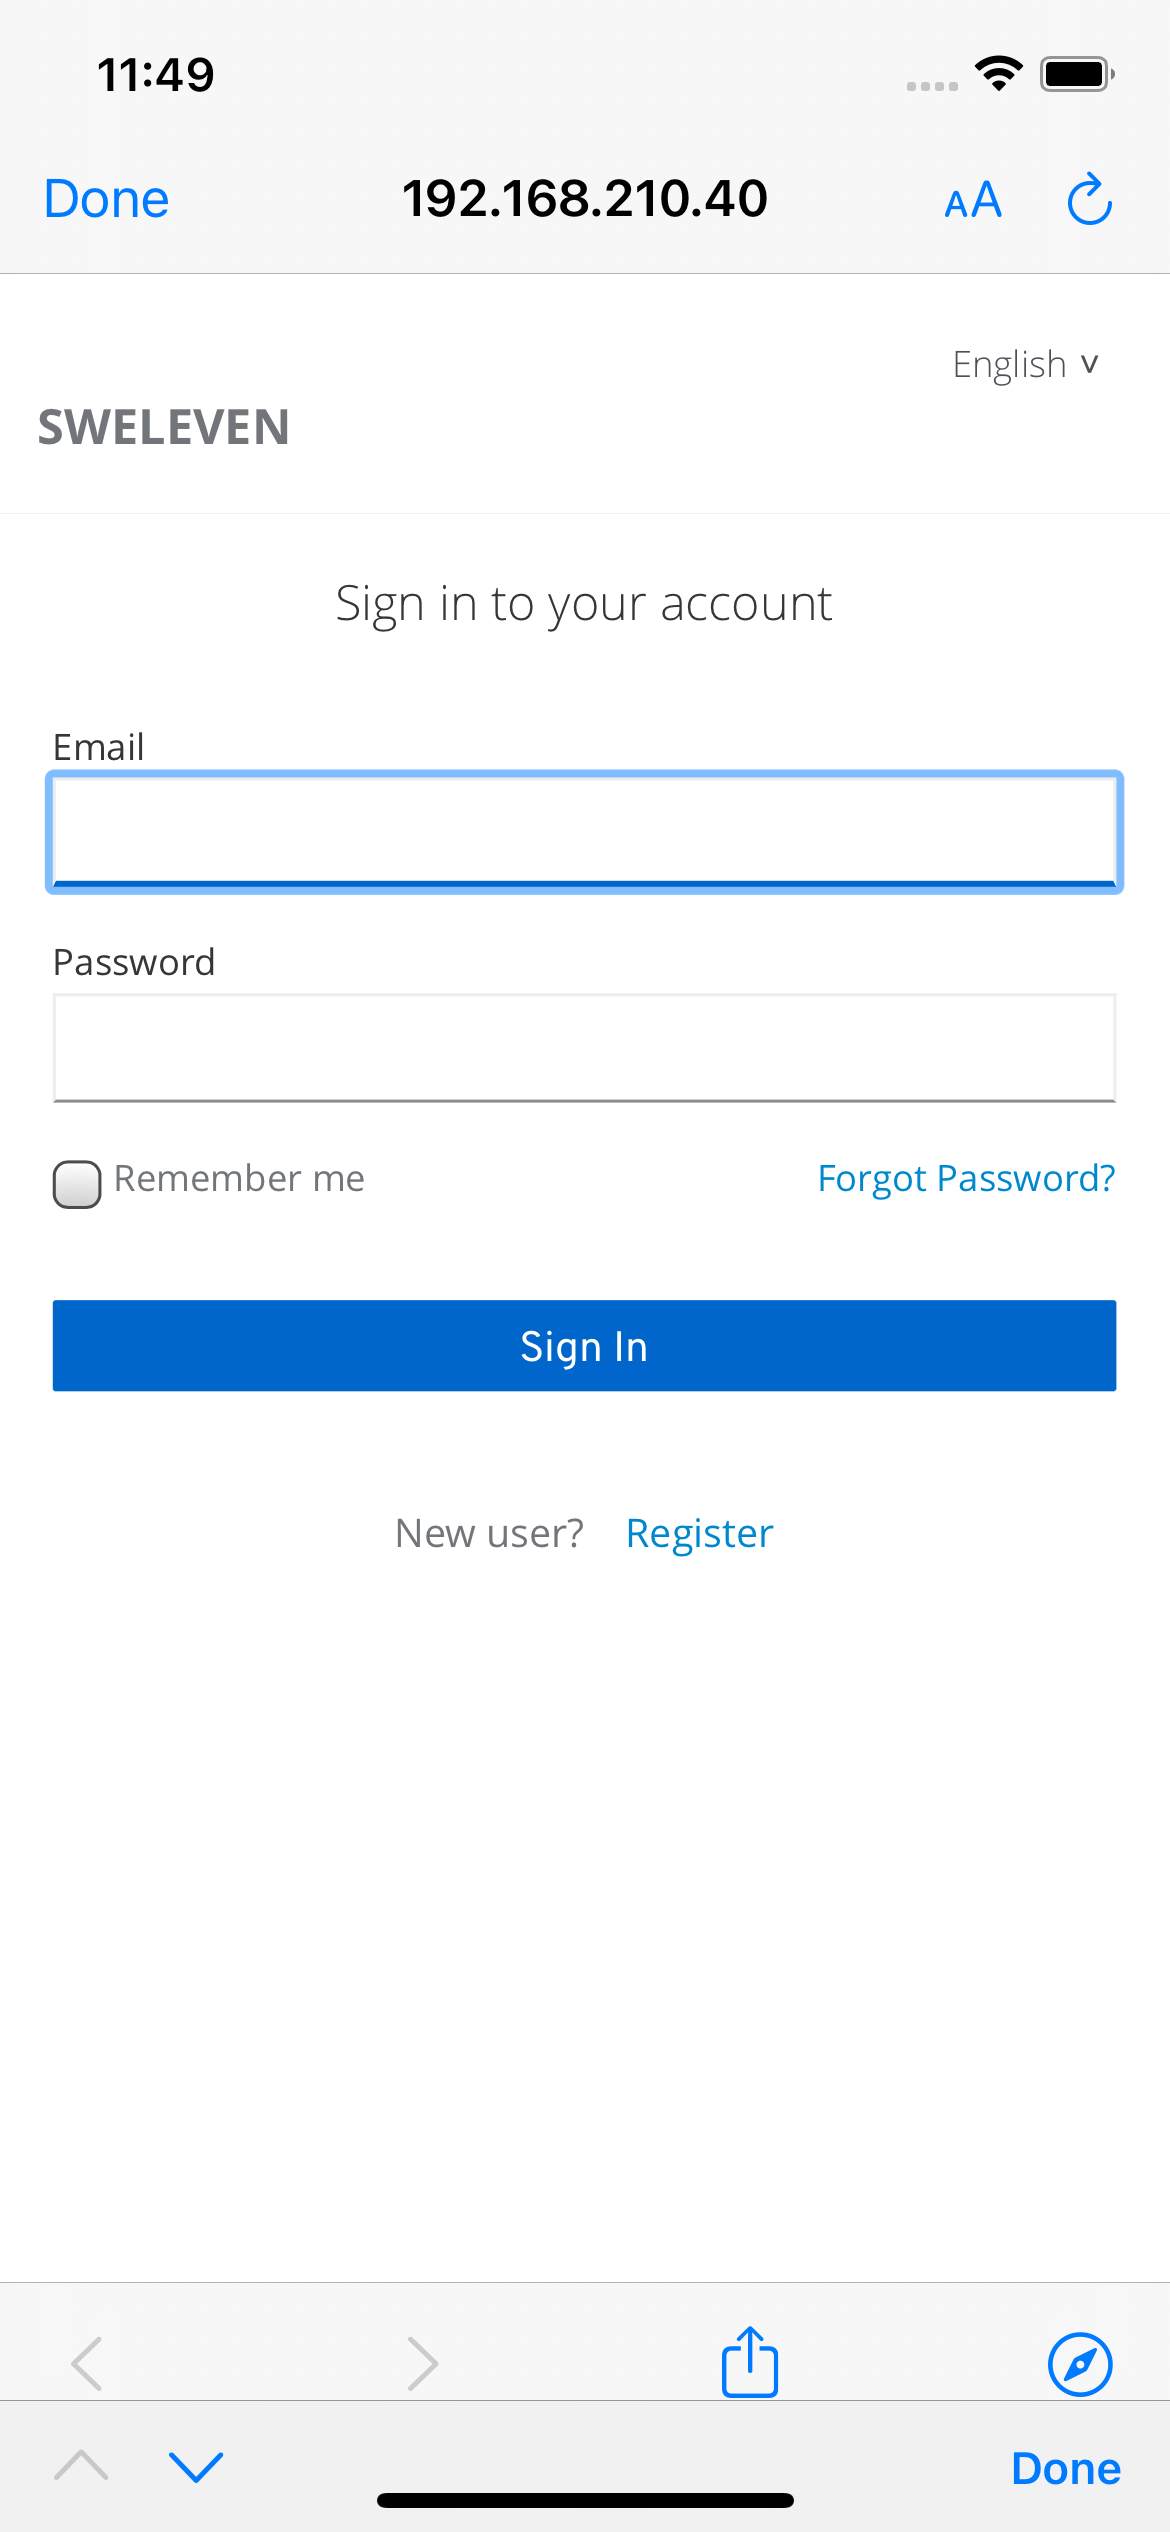 11:49
Done
192.168.210.40
AA
English v
SWELEVEN
Sign in to your account
Email
Password
Remember me
Forgot Password?
Sign In
New user? Register
Done